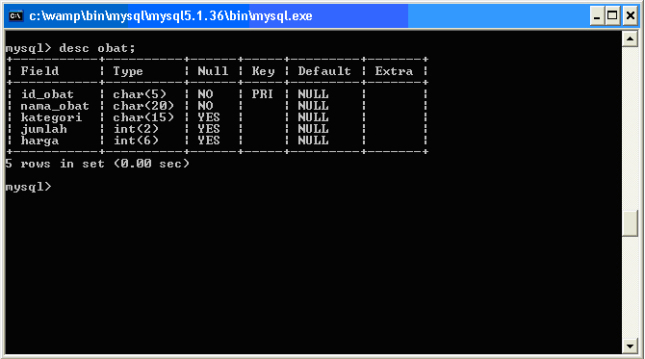 c:\wamp\bin\mysql\mysql5.1.36\bin\mysql.exe
mysql> desc obat;
+-----------+----------+------+-----+---------+-------+
| Field | Type | Null | Key | Default | Extra |
+-----------+----------+------+-----+---------+-------+
| id_obat | char(5) | NO | PRI | NULL | |
| nama_obat | char(20) | NO | | NULL | |
| kategori | char(15) | YES | | NULL | |
| jumlah | int(2) | YES | | NULL | |
| harga | int(6) | YES | | NULL | |
+-----------+----------+------+-----+---------+-------+
5 rows in set (0.00 sec)
mysql>